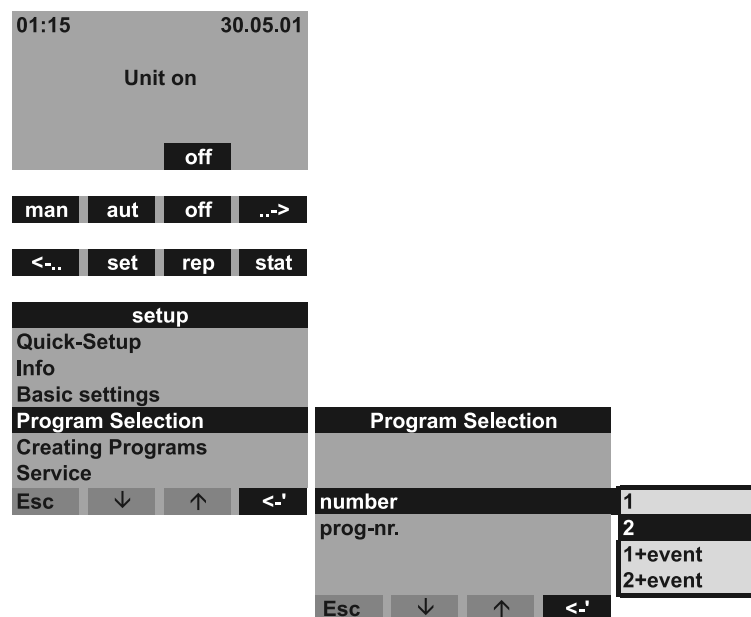 01:15 30.05.01
Unit on
off
man aut off ..->
<-.. set rep stat
setup
Quick-Setup
Info
Basic settings
Program Selection
Creating Programs
Service
Esc ↓ ↑ <-'
Program Selection
number
prog-nr.
Esc ↓ ↑ <-'
1
2
1+event
2+event